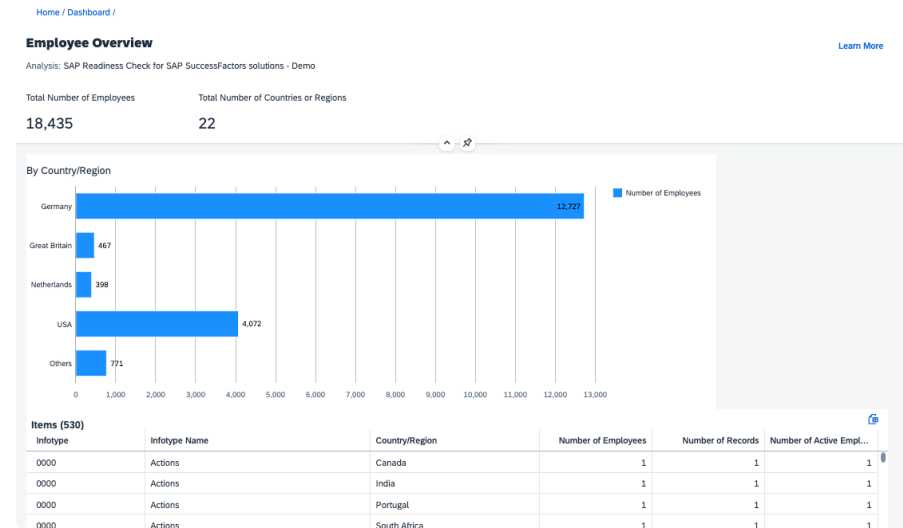 Home / Dashboard /
Employee Overview
Learn More
Analysis: SAP Readiness Check for SAP SuccessFactors solutions - Demo
Total Number of Employees Total Number of Countries or Regions
18,435 22
By Country/Region
Number of Employees
Germany 12,727
Great Britain 467
Netherlands 398
USA 4,072
Others 771
0 1,000 2,000 3,000 4,000 5,000 6,000 7,000 8,000 9,000 10,000 11,000 12,000 13,000
Items (530)
Infotype Infotype Name Country/Region Number of Employees Number of Records Number of Active Empl...
0000 Actions Canada 1 1 1
0000 Actions India 1 1 1
0000 Actions Portugal 1 1 1
0000 Actions South Africa 1 1 1